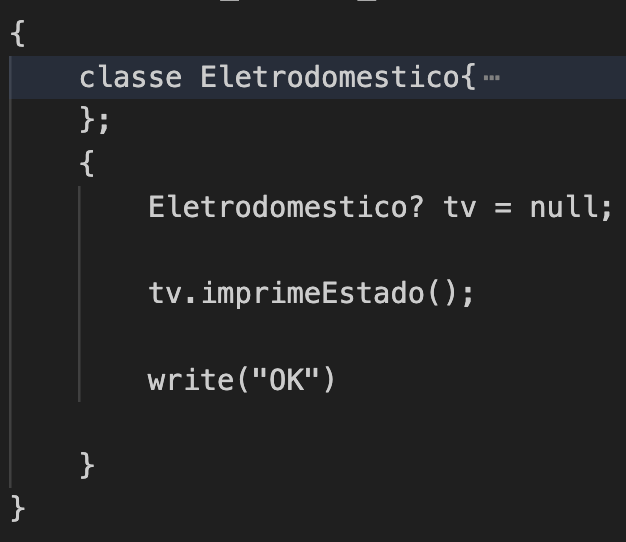 {
classe Eletrodomestico{ ⋯
};
{
Eletrodomestico? tv = null;
tv.imprimeEstado();
write("OK")
}
}